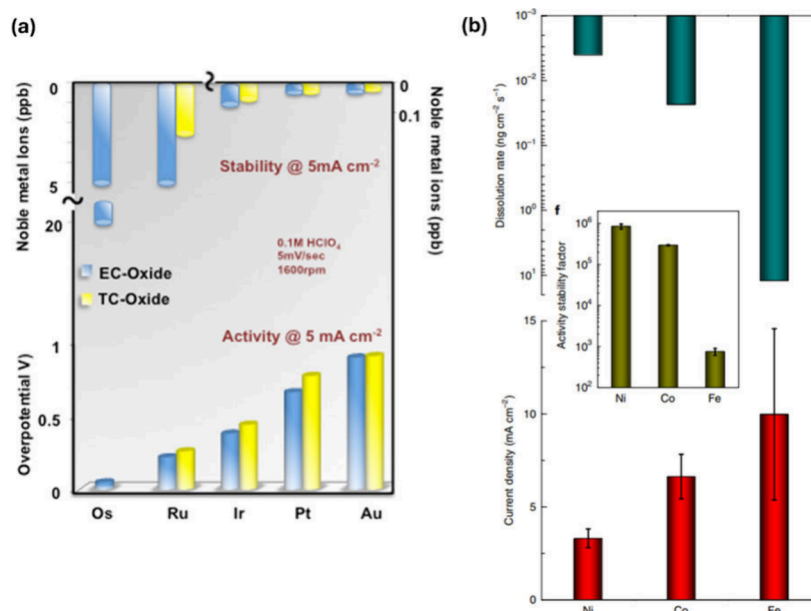 (a)
Noble metal Ions (ppb)
0
5
20
0
0.1
Noble metal ions (ppb)
Stability @ 5mA cm⁻²
0.1M HClO₄
5mV/sec
1600rpm
EC-Oxide
TC-Oxide
Activity @ 5 mA cm⁻²
Overpotential V)
1
0.5
0
Os Ru Ir Pt Au
(b)
Dissolution rate (ng cm⁻² s⁻¹)
10⁻³
10⁻²
10⁻¹
10⁰
10¹
f
Activity stability factor
10⁶
10⁵
10⁴
10³
10²
Ni Co Fe
Current density (mA cm⁻²)
15
10
5
0
Ni Co Fe